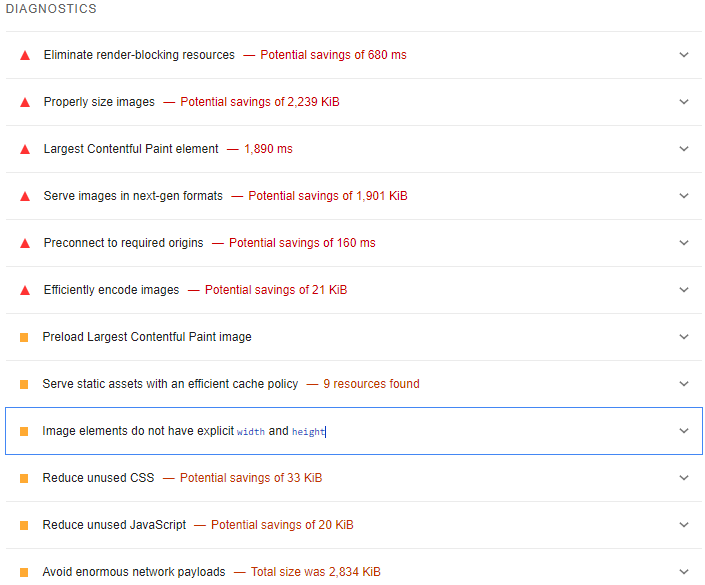 DIAGNOSTICS
Eliminate render-blocking resources — Potential savings of 680 ms
Properly size images — Potential savings of 2,239 KiB
Largest Contentful Paint element — 1,890 ms
Serve images in next-gen formats — Potential savings of 1,901 KiB
Preconnect to required origins — Potential savings of 160 ms
Efficiently encode images — Potential savings of 21 KiB
Preload Largest Contentful Paint image
Serve static assets with an efficient cache policy — 9 resources found
Image elements do not have explicit width and height
Reduce unused CSS — Potential savings of 33 KiB
Reduce unused JavaScript — Potential savings of 20 KiB
Avoid enormous network payloads — Total size was 2,834 KiB